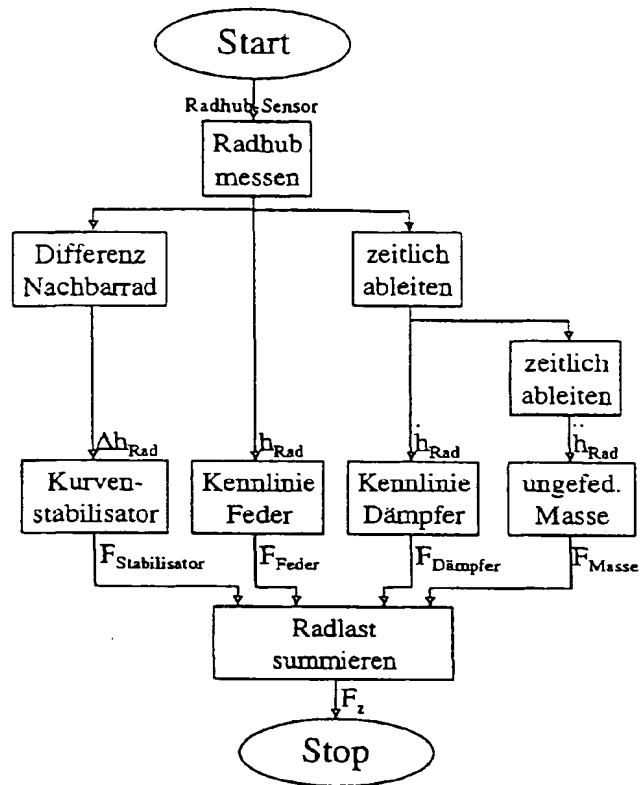 Start
Radhub-Sensor
Radhub
messen
Differenz
Nachbarrad
zeitlich
ableiten
zeitlich
ableiten
Δh_Rad
h_Rad
ḣ_Rad
ḧ_Rad
Kurven-
stabilisator
Kennlinie
Feder
Kennlinie
Dämpfer
ungefed.
Masse
F_Stabilisator
F_Feder
F_Dämpfer
F_Masse
Radlast
summieren
F_z
Stop